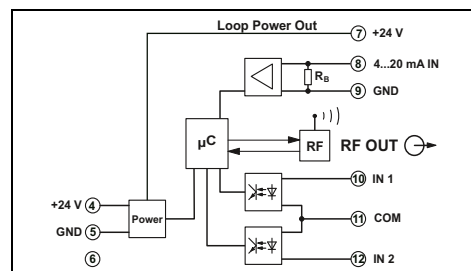 Loop Power Out
7 +24 V
8 4...20 mA IN
RB
9 GND
µC
RF
RF OUT
10 IN 1
+24 V 4
Power
11 COM
GND 5
6
12 IN 2